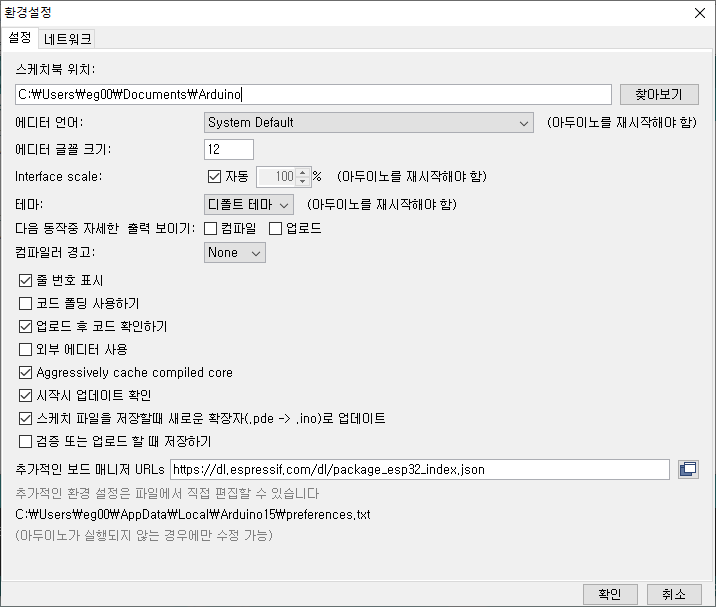 환경설정
설정 네트워크
스케치북 위치:
C:₩Users₩eg00₩Documents₩Arduino 찾아보기
에디터 언어: System Default (아두이노를 재시작해야 함)
에디터 글꼴 크기: 12
Interface scale: 자동 100 % (아두이노를 재시작해야 함)
테마: 디폴트 테마 (아두이노를 재시작해야 함)
다음 동작중 자세한 출력 보이기: 컴파일 업로드
컴파일러 경고: None
줄 번호 표시
코드 폴딩 사용하기
업로드 후 코드 확인하기
외부 에디터 사용
Aggressively cache compiled core
시작시 업데이트 확인
스케치 파일을 저장할때 새로운 확장자(.pde -> .ino)로 업데이트
검증 또는 업로드 할 때 저장하기
추가적인 보드 매니저 URLs https://dl.espressif.com/dl/package_esp32_index.json
추가적인 환경 설정은 파일에서 직접 편집할 수 있습니다
C:₩Users₩eg00₩AppData₩Local₩Arduino15₩preferences.txt
(아두이노가 실행되지 않는 경우에만 수정 가능)
확인 취소